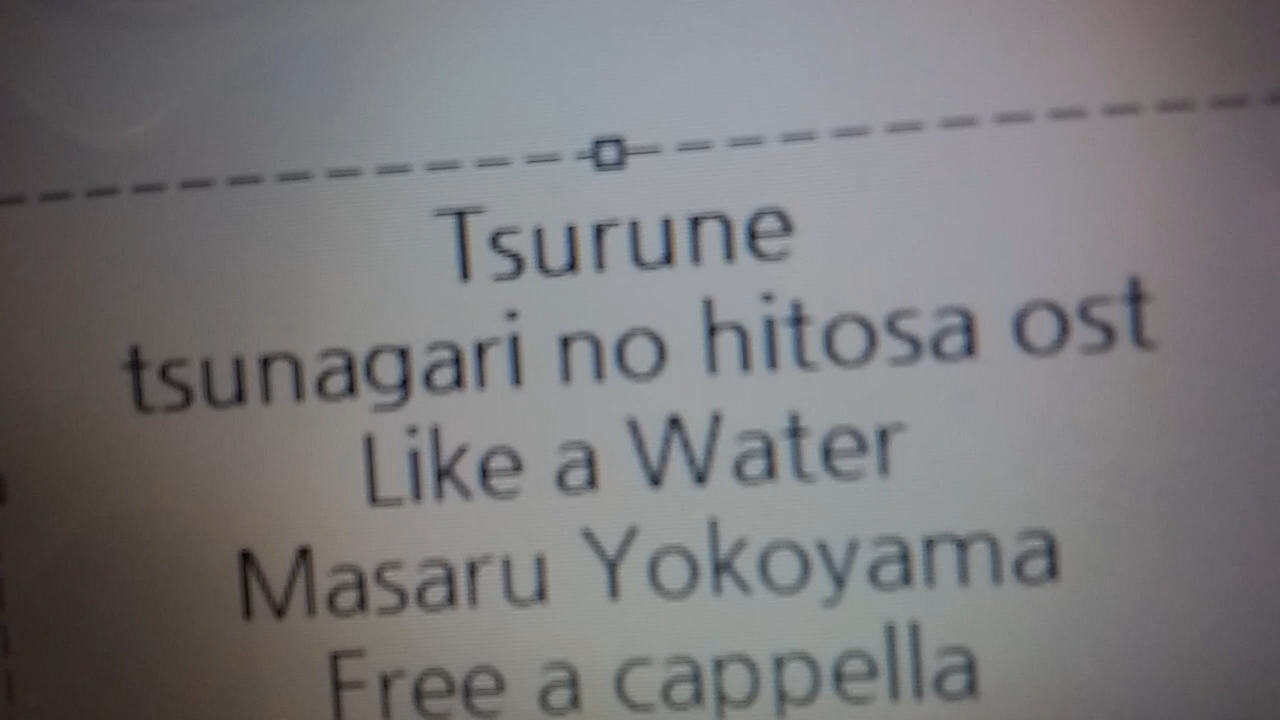 Tsurune
tsunagari no hitosa ost
Like a Water
Masaru Yokoyama
Free a cappella